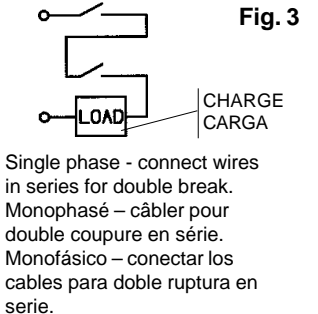 Fig. 3
LOAD
CHARGE
CARGA
Single phase - connect wires
in series for double break.
Monophasé – câbler pour
double coupure en série.
Monofásico – conectar los
cables para doble ruptura en
serie.